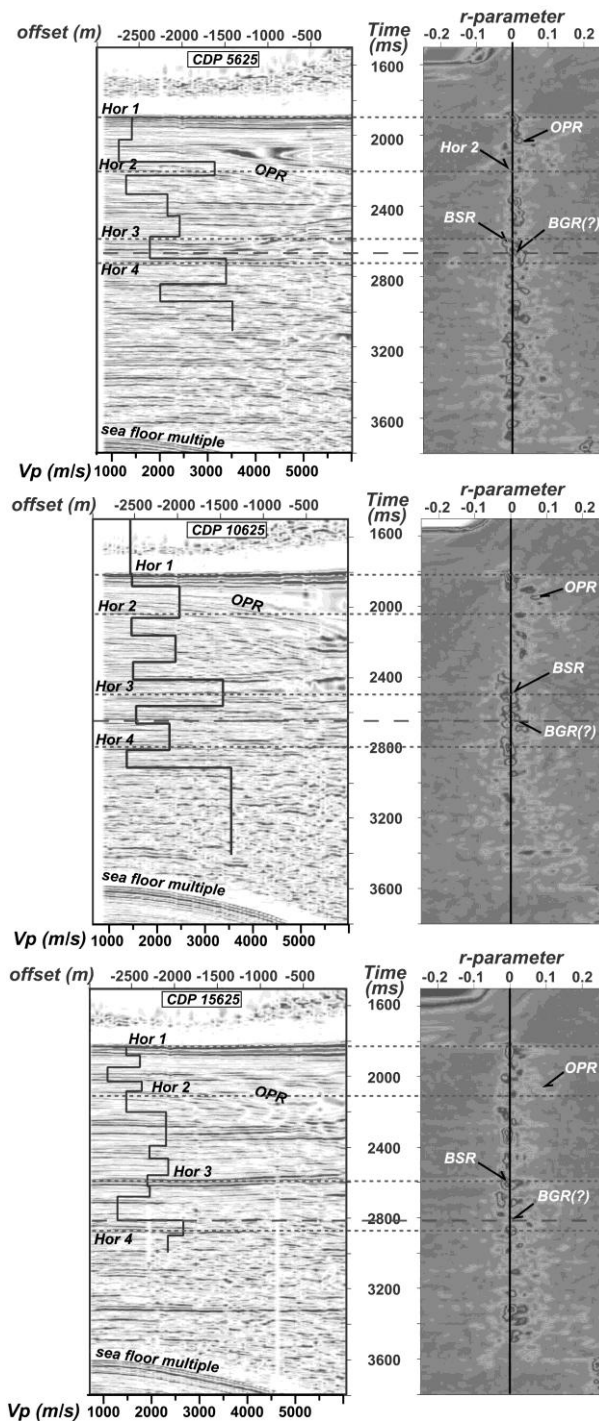 offset (m)
-2500 -2000 -1500 -1000 -500
Time (ms)
r-parameter
-0.2 -0.1 0 0.1 0.2
CDP 5625
1600
Hor 1
2000
OPR
Hor 2
Hor 2
OPR
2400
Hor 3
BSR
BGR(?)
Hor 4
2800
3200
3600
sea floor multiple
Vp (m/s) 1000 2000 3000 4000 5000
offset (m)
-2500 -2000 -1500 -1000 -500
Time (ms)
r-parameter
-0.2 -0.1 0 0.1 0.2
CDP 10625
1600
Hor 1
OPR
Hor 2
OPR
2000
2400
BSR
Hor 3
BGR(?)
Hor 4
2800
3200
sea floor multiple
3600
Vp (m/s) 1000 2000 3000 4000 5000
offset (m)
-2500 -2000 -1500 -1000 -500
Time (ms)
r-parameter
-0.2 -0.1 0 0.1 0.2
CDP 15625
1600
Hor 1
OPR
2000
Hor 2
OPR
2400
Hor 3
BSR
BGR(?)
2800
Hor 4
3200
sea floor multiple
3600
Vp (m/s) 1000 2000 3000 4000 5000